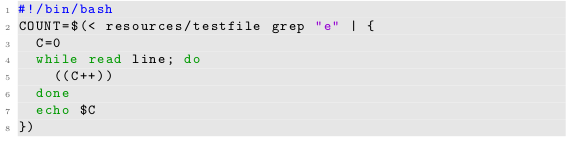 1 #!/bin/bash
2 COUNT=$(< resources/testfile grep "e" | {
3   C=0
4   while read line; do
5     ((C++))
6   done
7   echo $C
8 })